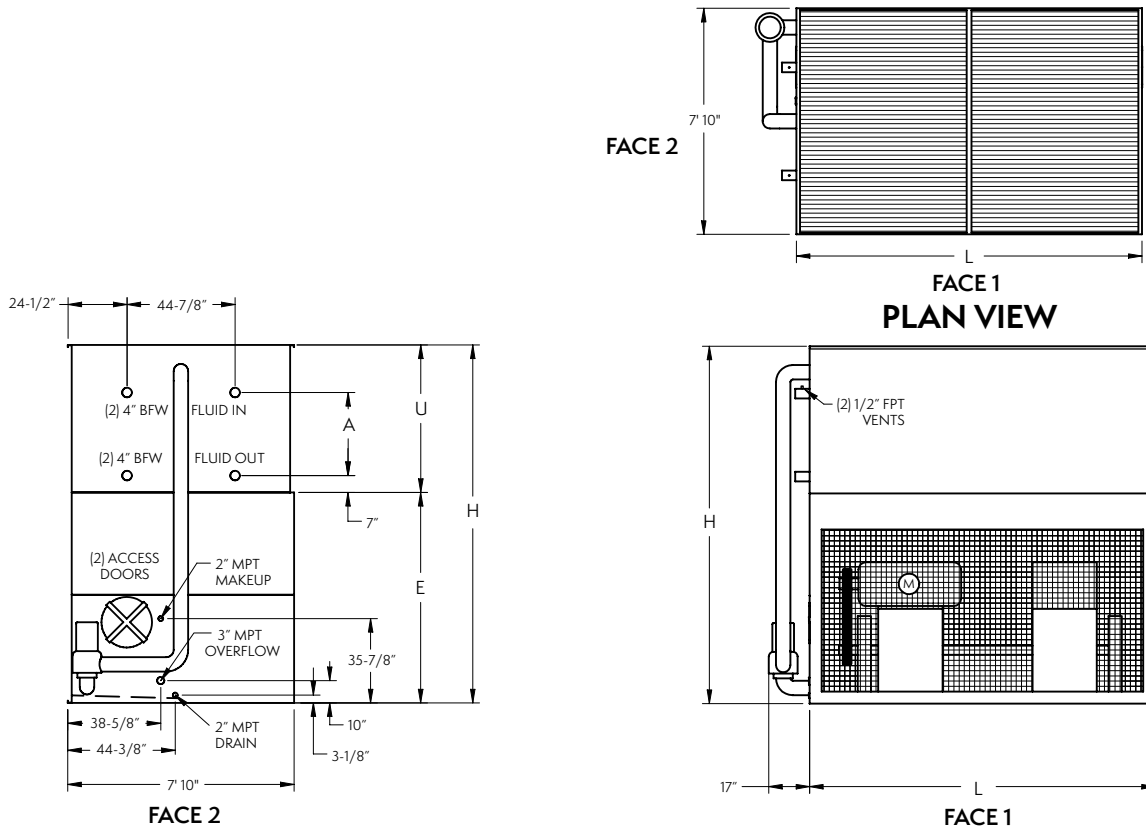 7' 10"
FACE 2
L
FACE 1
PLAN VIEW
24-1/2"
44-7/8"
(2) 4" BFW
FLUID IN
A
U
(2) 4" BFW
FLUID OUT
H
7"
(2) ACCESS
DOORS
2" MPT
MAKEUP
E
3" MPT
OVERFLOW
35-7/8"
38-5/8"
10"
2" MPT
DRAIN
44-3/8"
3-1/8"
7' 10"
FACE 2
(2) 1/2" FPT
VENTS
H
M
17"
L
FACE 1